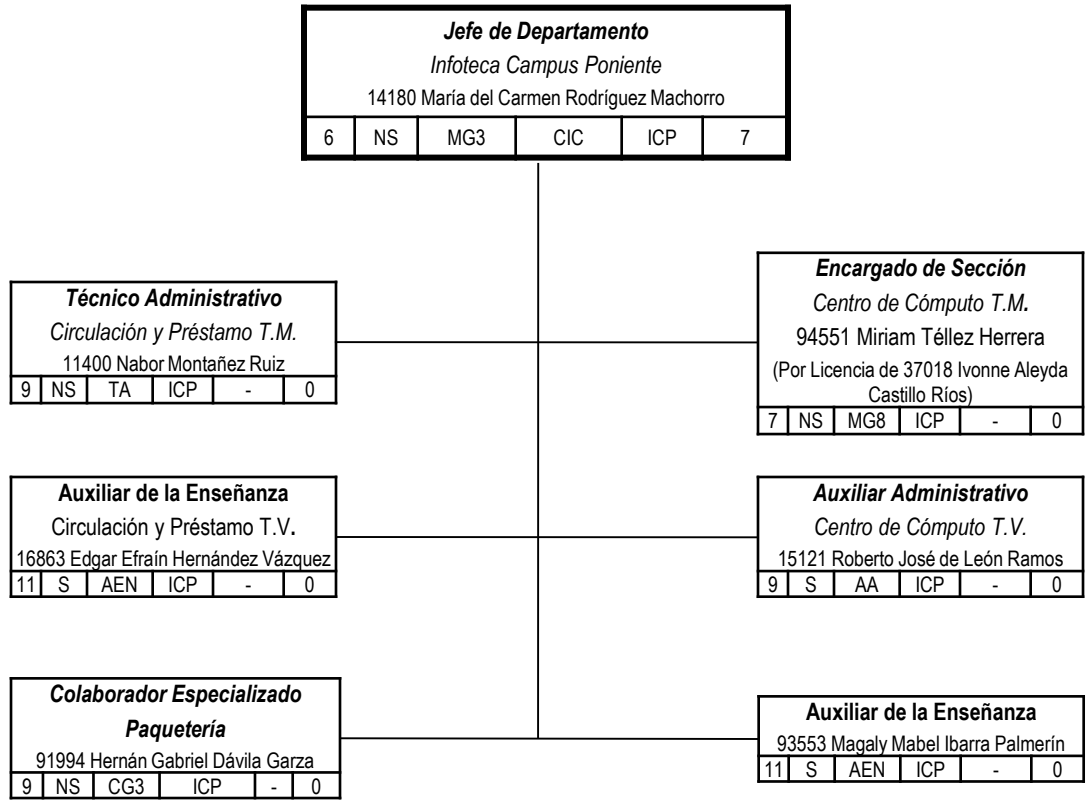 Jefe de Departamento
Infoteca Campus Poniente
14180 María del Carmen Rodríguez Machorro
6 NS MG3 CIC ICP 7
Técnico Administrativo
Circulación y Préstamo T.M.
11400 Nabor Montañez Ruiz
9 NS TA ICP - 0
Encargado de Sección
Centro de Cómputo T.M.
94551 Miriam Téllez Herrera
(Por Licencia de 37018 Ivonne Aleyda
Castillo Ríos)
7 NS MG8 ICP - 0
Auxiliar de la Enseñanza
Circulación y Préstamo T.V.
16863 Edgar Efraín Hernández Vázquez
11 S AEN ICP - 0
Auxiliar Administrativo
Centro de Cómputo T.V.
15121 Roberto José de León Ramos
9 S AA ICP - 0
Colaborador Especializado
Paquetería
91994 Hernán Gabriel Dávila Garza
9 NS CG3 ICP - 0
Auxiliar de la Enseñanza
93553 Magaly Mabel Ibarra Palmerín
11 S AEN ICP - 0